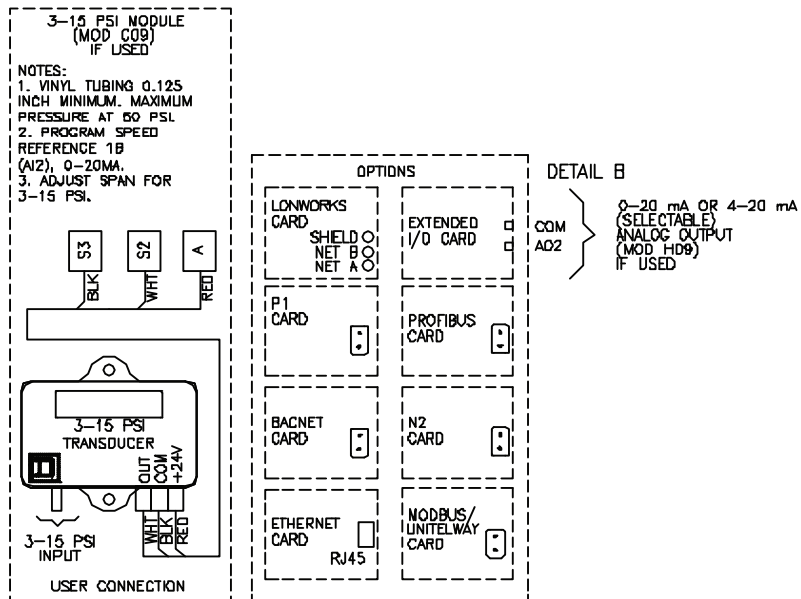 3-15 PSI MODULE
(MOD C09)
IF USED
NOTES:
1. VINYL TUBING 0.125
INCH MINIMUM. MAXIMUM
PRESSURE AT 60 PSI.
2. PROGRAM SPEED
REFERENCE 1B
(AI2), 0-20MA.
3. ADJUST SPAN FOR
3-15 PSI.
S3
S2
A
BLK
WHT
RED
3-15 PSI
TRANSDUCER
OUT
COM
+24V
WHT
BLK
RED
3-15 PSI
INPUT
USER CONNECTION
OPTIONS
LONWORKS
CARD
SHIELD
NET B
NET A
EXTENDED
I/O CARD
P1
CARD
PROFIBUS
CARD
BACNET
CARD
N2
CARD
ETHERNET
CARD
RJ45
MODBUS/
UNITELWAY
CARD
DETAIL B
COM
AO2
0-20 mA OR 4-20 mA
(SELECTABLE)
ANALOG OUTPUT
(MOD HD9)
IF USED